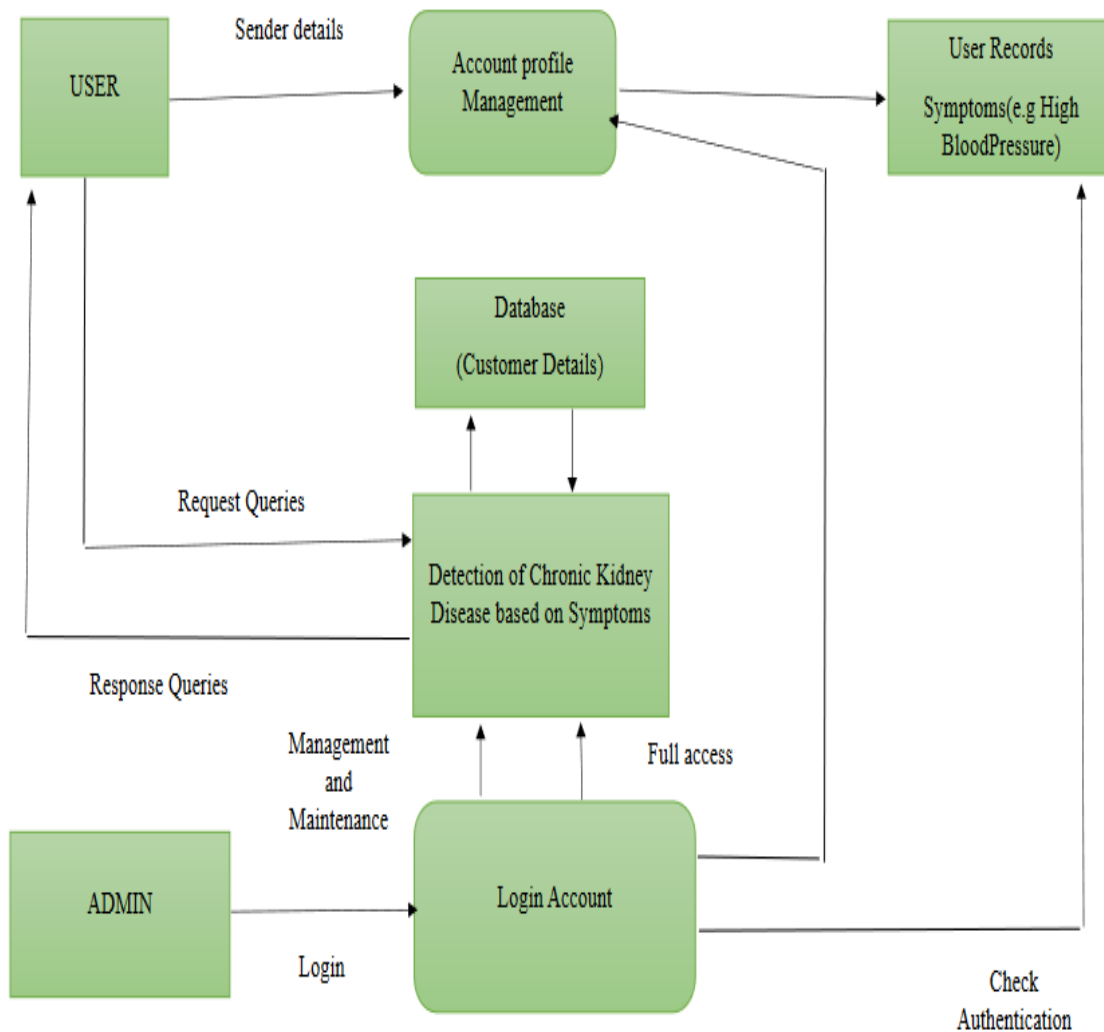 Sender details
USER
Account profile
Management
User Records
Symptoms(e.g High
BloodPressure)
Database
(Customer Details)
Request Queries
Detection of Chronic Kidney
Disease based on Symptoms
Response Queries
Management
and
Maintenance
Full access
ADMIN
Login Account
Login
Check
Authentication